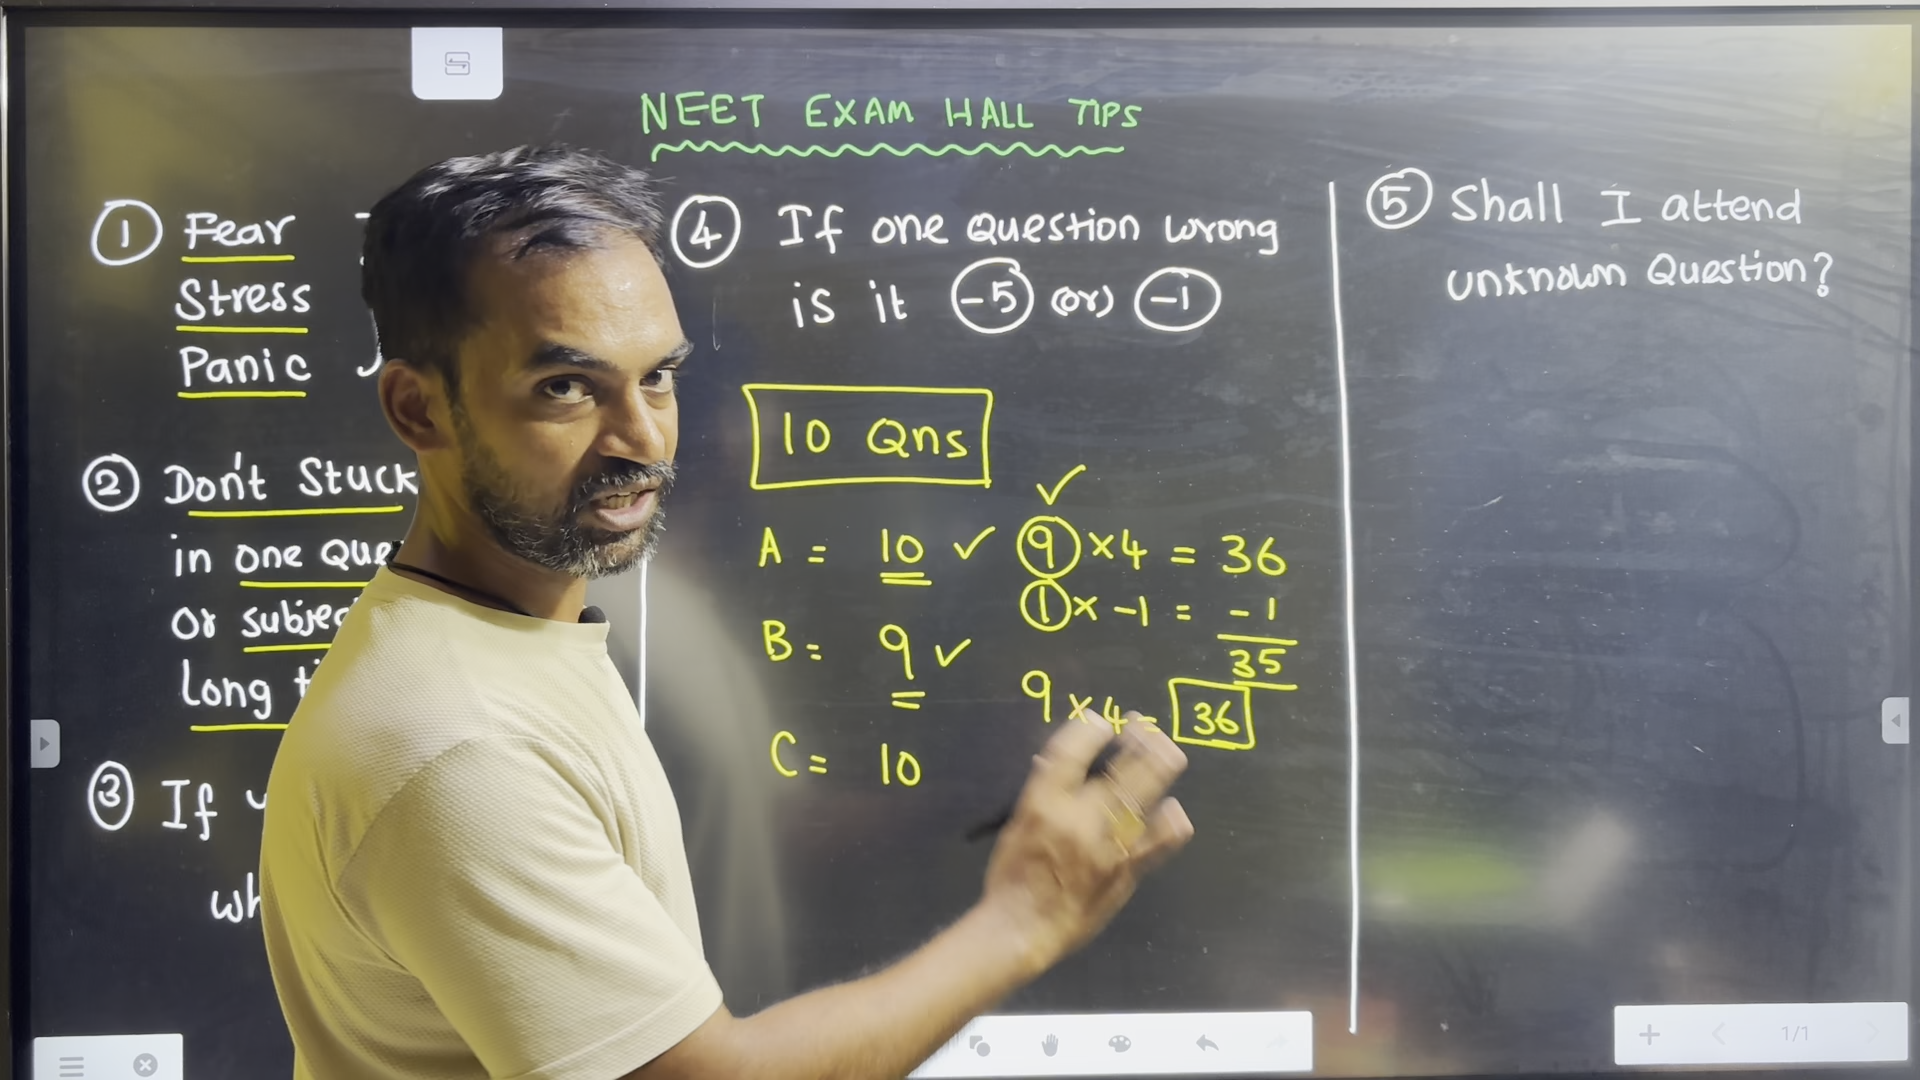 NEET EXAM HALL TIPS
1 Fear
Stress
Panic
2 Don't Stuck
in one Que
Or subjec
Long t
3 If
wh
4 If one Question wrong
is it -5 (or) -1
10 Qns
A = 10 ✓
B = 9 ✓
C = 10
✓
9 × 4 = 36
1 × -1 = -1
35
9 × 4 = 36
5 Shall I attend
unknown Question?
1/1